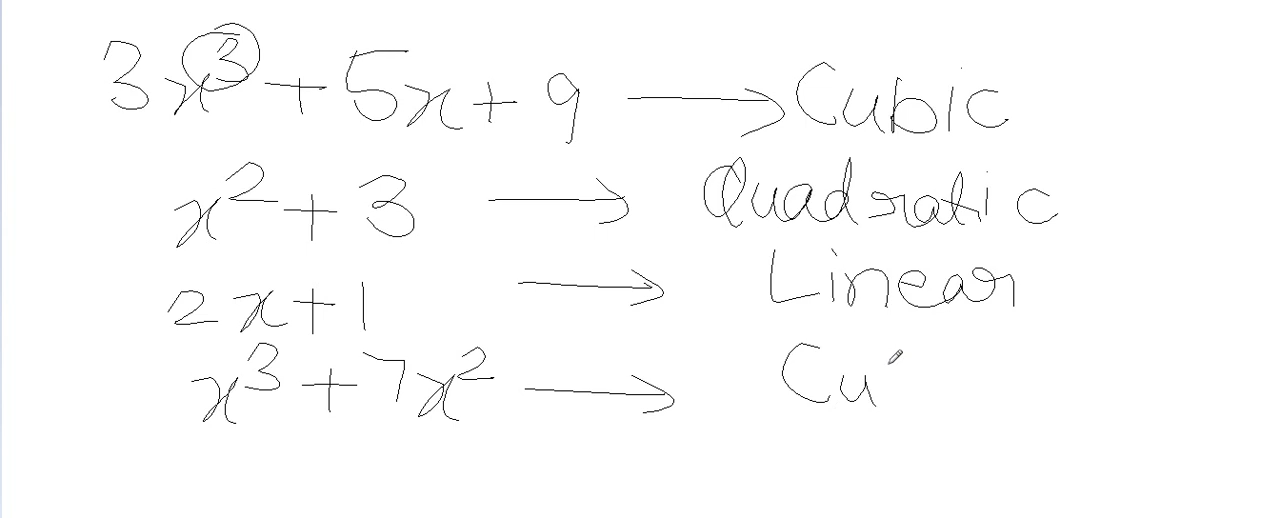 3x³ + 5x + 9 → Cubic
x² + 3 → Quadratic
2x + 1 → Linear
x³ + 7x² → Cu